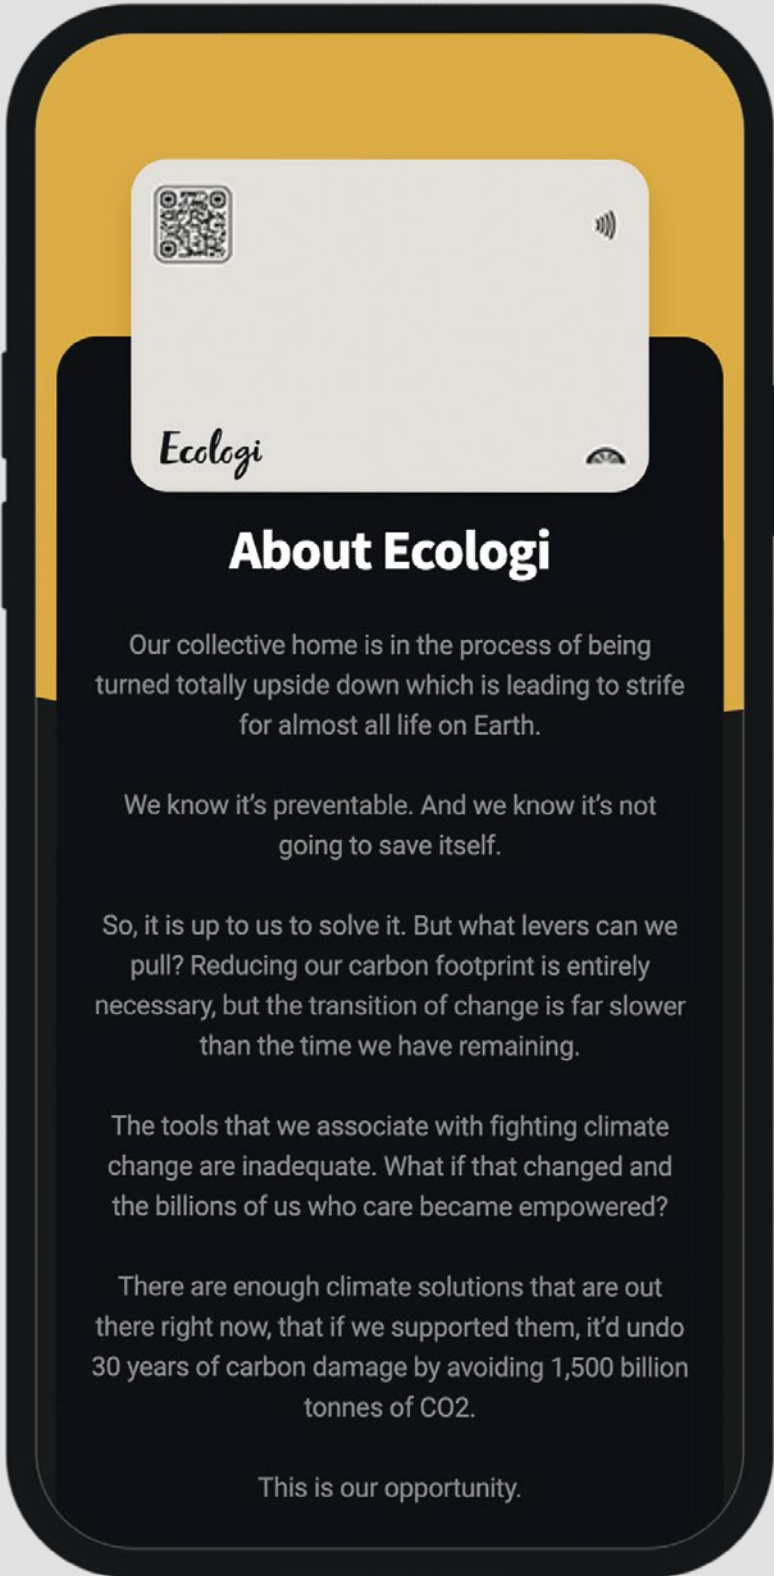 Ecologi
About Ecologi
Our collective home is in the process of being
turned totally upside down which is leading to strife
for almost all life on Earth.
We know it’s preventable. And we know it’s not
going to save itself.
So, it is up to us to solve it. But what levers can we
pull? Reducing our carbon footprint is entirely
necessary, but the transition of change is far slower
than the time we have remaining.
The tools that we associate with fighting climate
change are inadequate. What if that changed and
the billions of us who care became empowered?
There are enough climate solutions that are out
there right now, that if we supported them, it’d undo
30 years of carbon damage by avoiding 1,500 billion
tonnes of CO2.
This is our opportunity.